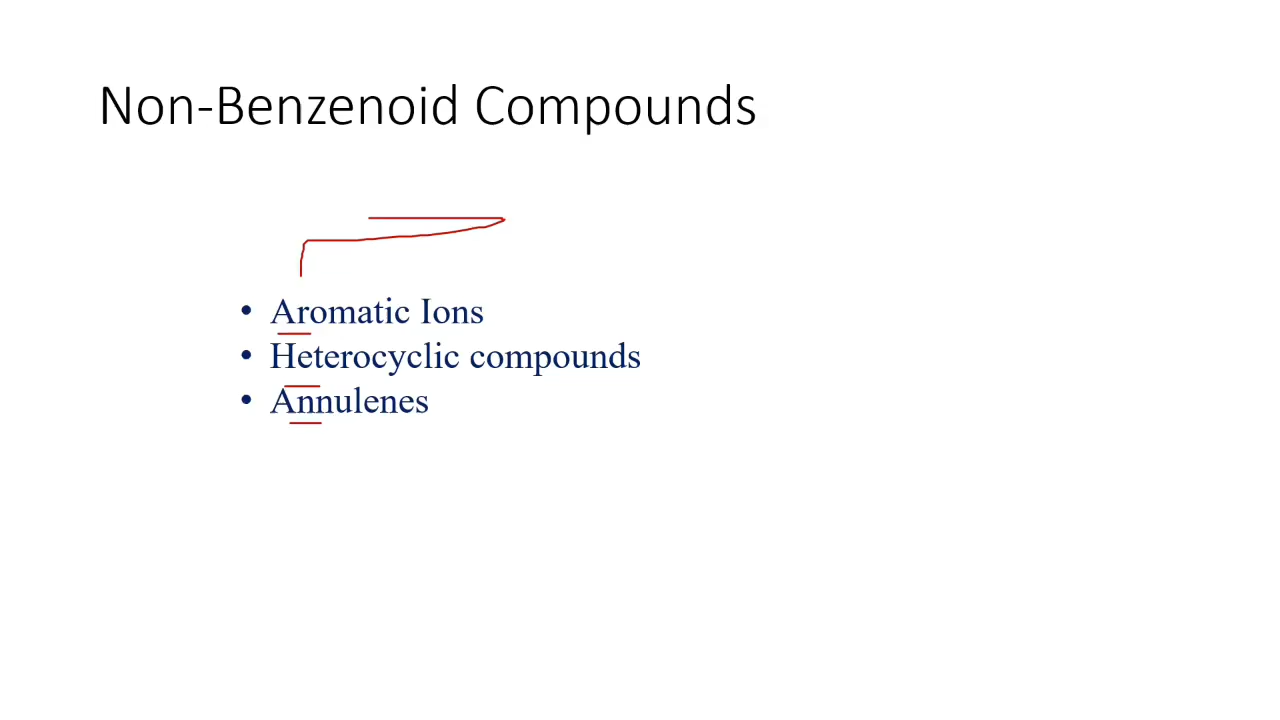 Non-Benzenoid Compounds
• Aromatic Ions
• Heterocyclic compounds
• Annulenes